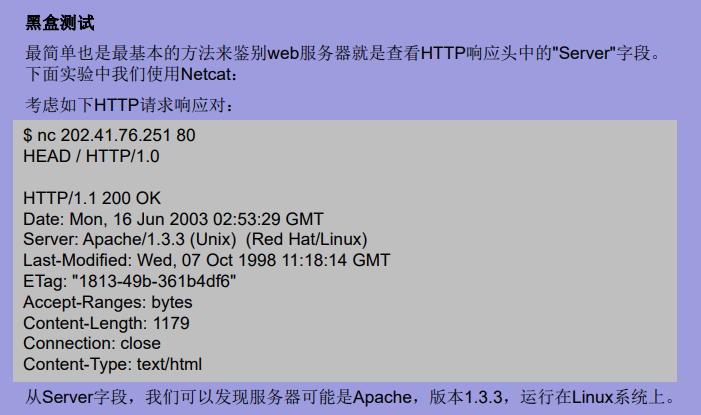 黑盒测试
最简单也是最基本的方法来鉴别web服务器就是查看HTTP响应头中的"Server"字段。
下面实验中我们使用Netcat：
考虑如下HTTP请求响应对：
$ nc 202.41.76.251 80
HEAD / HTTP/1.0
HTTP/1.1 200 OK
Date: Mon, 16 Jun 2003 02:53:29 GMT
Server: Apache/1.3.3 (Unix)  (Red Hat/Linux)
Last-Modified: Wed, 07 Oct 1998 11:18:14 GMT
ETag: "1813-49b-361b4df6"
Accept-Ranges: bytes
Content-Length: 1179
Connection: close
Content-Type: text/html
从Server字段，我们可以发现服务器可能是Apache，版本1.3.3，运行在Linux系统上。